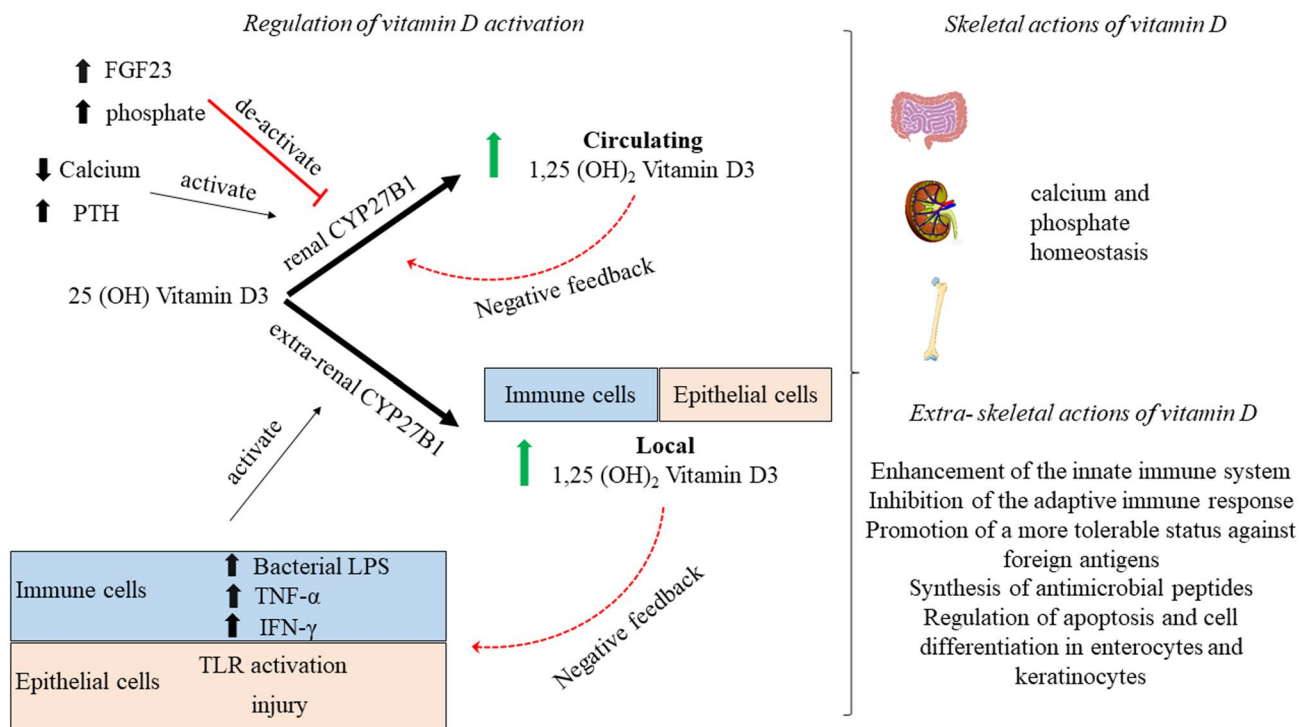 Regulation of vitamin D activation
FGF23
phosphate
de-activate
Calcium
PTH
activate
renal CYP27B1
Circulating
1,25 (OH)₂ Vitamin D3
Negative feedback
25 (OH) Vitamin D3
extra-renal CYP27B1
Immune cells
Epithelial cells
Local
1,25 (OH)₂ Vitamin D3
activate
Negative feedback
Immune cells
Bacterial LPS
TNF-α
IFN-γ
Epithelial cells
TLR activation
injury
Skeletal actions of vitamin D
calcium and
phosphate
homeostasis
Extra- skeletal actions of vitamin D
Enhancement of the innate immune system
Inhibition of the adaptive immune response
Promotion of a more tolerable status against
foreign antigens
Synthesis of antimicrobial peptides
Regulation of apoptosis and cell
differentiation in enterocytes and
keratinocytes